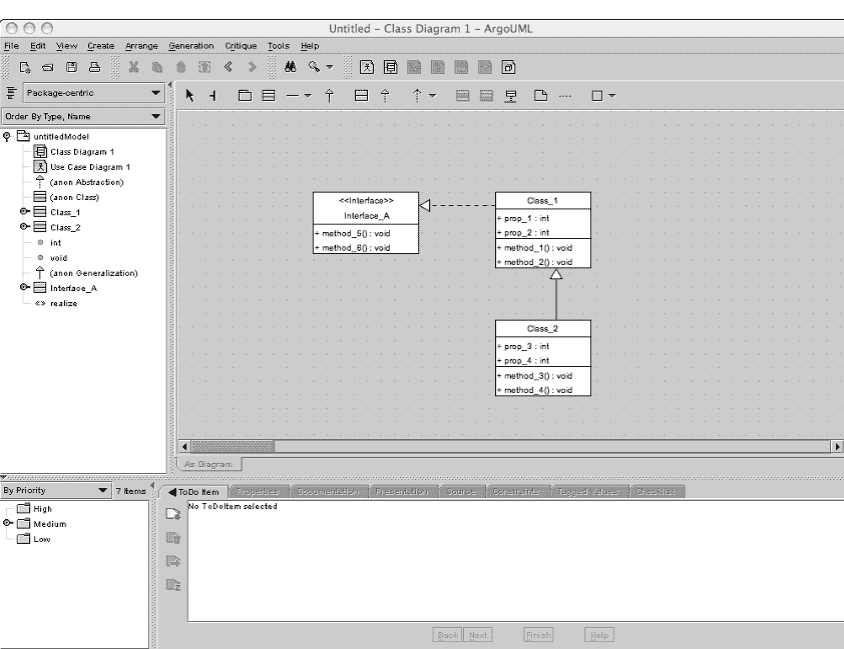 Untitled – Class Diagram 1 – ArgoUML
File Edit View Create Arrange Generation Critique Tools Help
Package-centric
Order By Type, Name
untitledModel
Class Diagram 1
Use Case Diagram 1
(anon Abstraction)
(anon Class)
Class_1
Class_2
int
void
(anon Generalization)
Interface_A
«» realize
<<Interface>>
Interface_A
+ method_5() : void
+ method_6() : void
Class_1
+ prop_1 : int
+ prop_2 : int
+ method_1() : void
+ method_2() : void
Class_2
+ prop_3 : int
+ prop_4 : int
+ method_3() : void
+ method_4() : void
As Diagram
By Priority
7 Items
High
Medium
Low
ToDo Item Properties Documentation Presentation Source Constraints Tagged Values Checklist
No ToDoItem selected
Back Next Finish Help